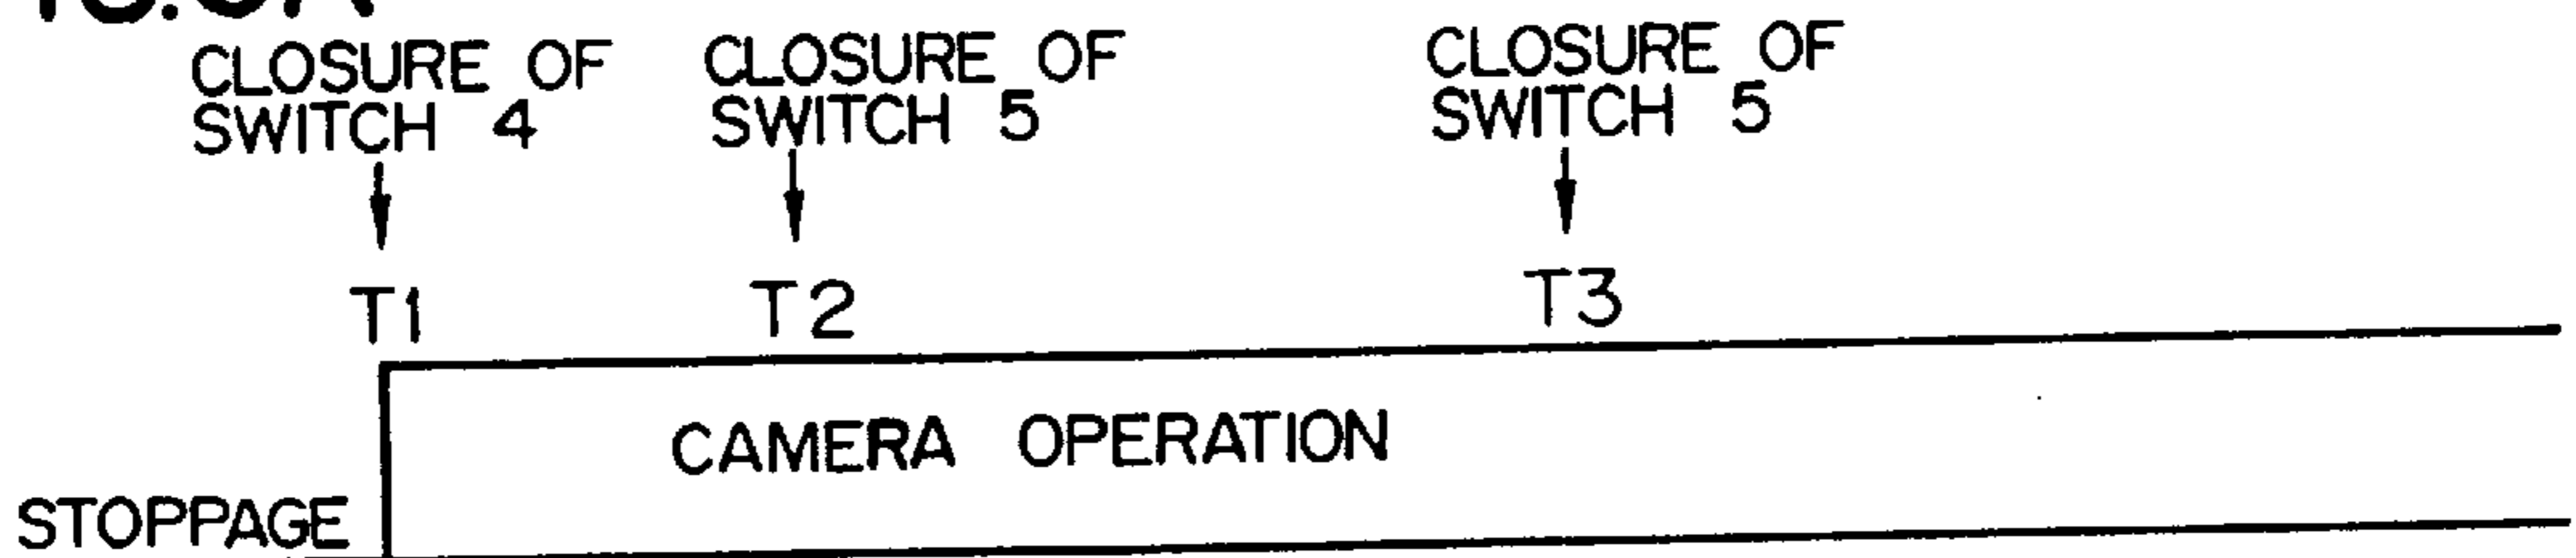 CLOSURE OF
SWITCH 4
CLOSURE OF
SWITCH 5
CLOSURE OF
SWITCH 5
T1
T2
T3
CAMERA OPERATION
STOPPAGE